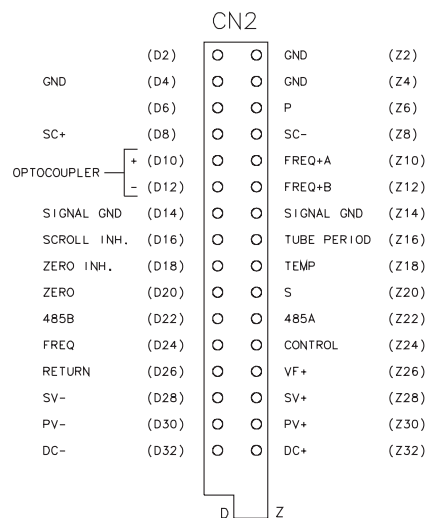 CN2
(D2) GND (Z2)
GND (D4) GND (Z4)
(D6) P (Z6)
SC+ (D8) SC- (Z8)
+ (D10) FREQ+A (Z10)
OPTOCOUPLER
- (D12) FREQ+B (Z12)
SIGNAL GND (D14) SIGNAL GND (Z14)
SCROLL INH. (D16) TUBE PERIOD (Z16)
ZERO INH. (D18) TEMP (Z18)
ZERO (D20) S (Z20)
485B (D22) 485A (Z22)
FREQ (D24) CONTROL (Z24)
RETURN (D26) VF+ (Z26)
SV- (D28) SV+ (Z28)
PV- (D30) PV+ (Z30)
DC- (D32) DC+ (Z32)
D Z